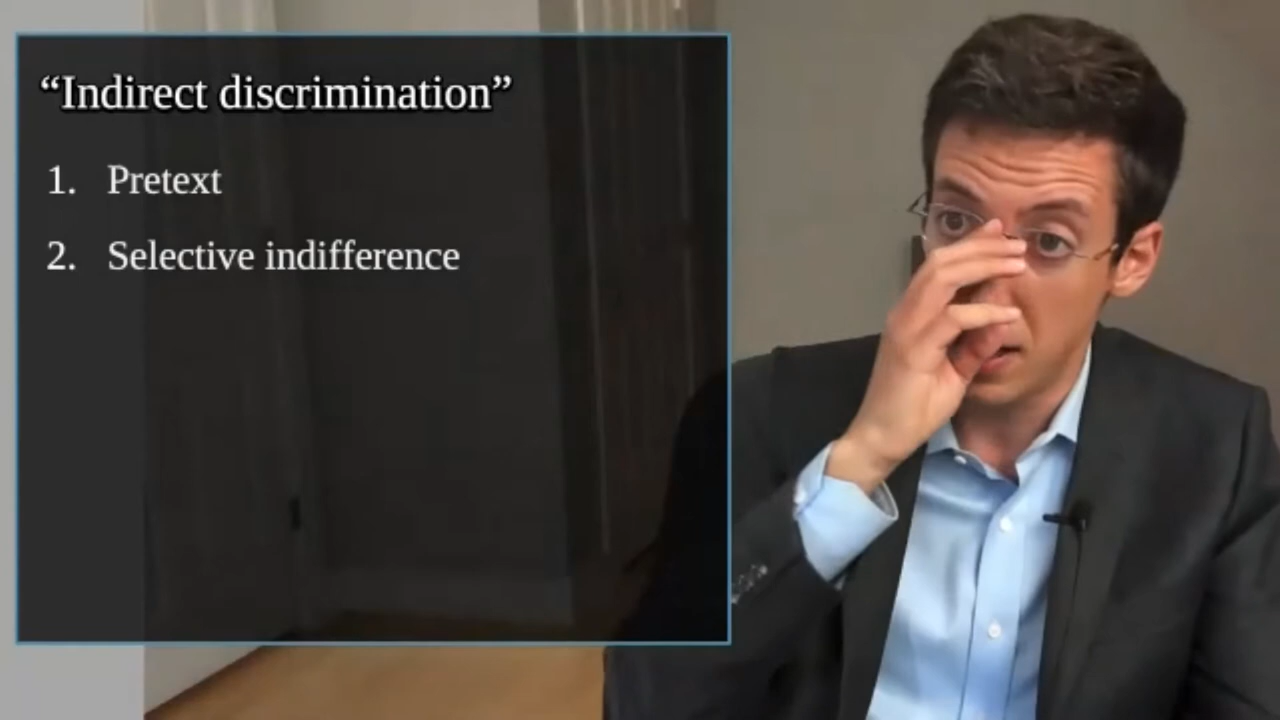 “Indirect discrimination”
1. Pretext
2. Selective indifference